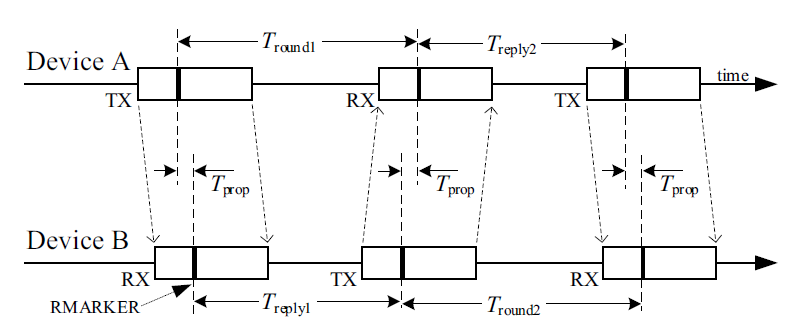 Tround1
Treply2
Device A
time
TX
RX
TX
Tprop
Tprop
Tprop
Device B
RX
TX
RX
RMARKER
Treply1
Tround2